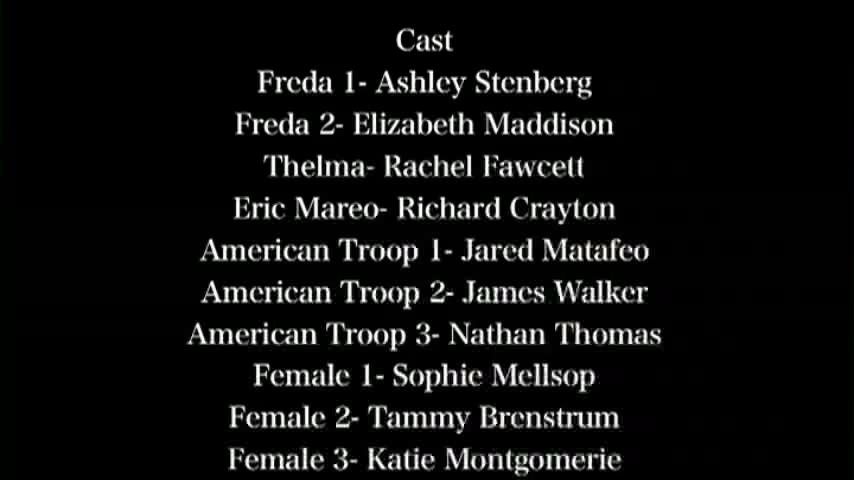 Cast
Freda 1- Ashley Stenberg
Freda 2- Elizabeth Maddison
Thelma- Rachel Fawcett
Eric Mareo- Richard Crayton
American Troop 1- Jared Matafeo
American Troop 2- James Walker
American Troop 3- Nathan Thomas
Female 1- Sophie Mellsop
Female 2- Tammy Brenstrum
Female 3- Katie Montgomerie